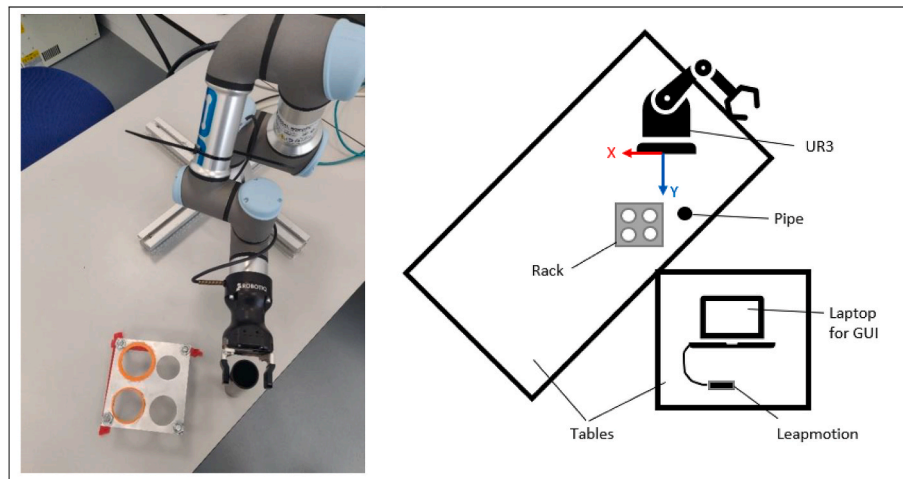 ROBOTIQ
UR3
X
Y
Pipe
Rack
Laptop
for GUI
Tables
Leapmotion